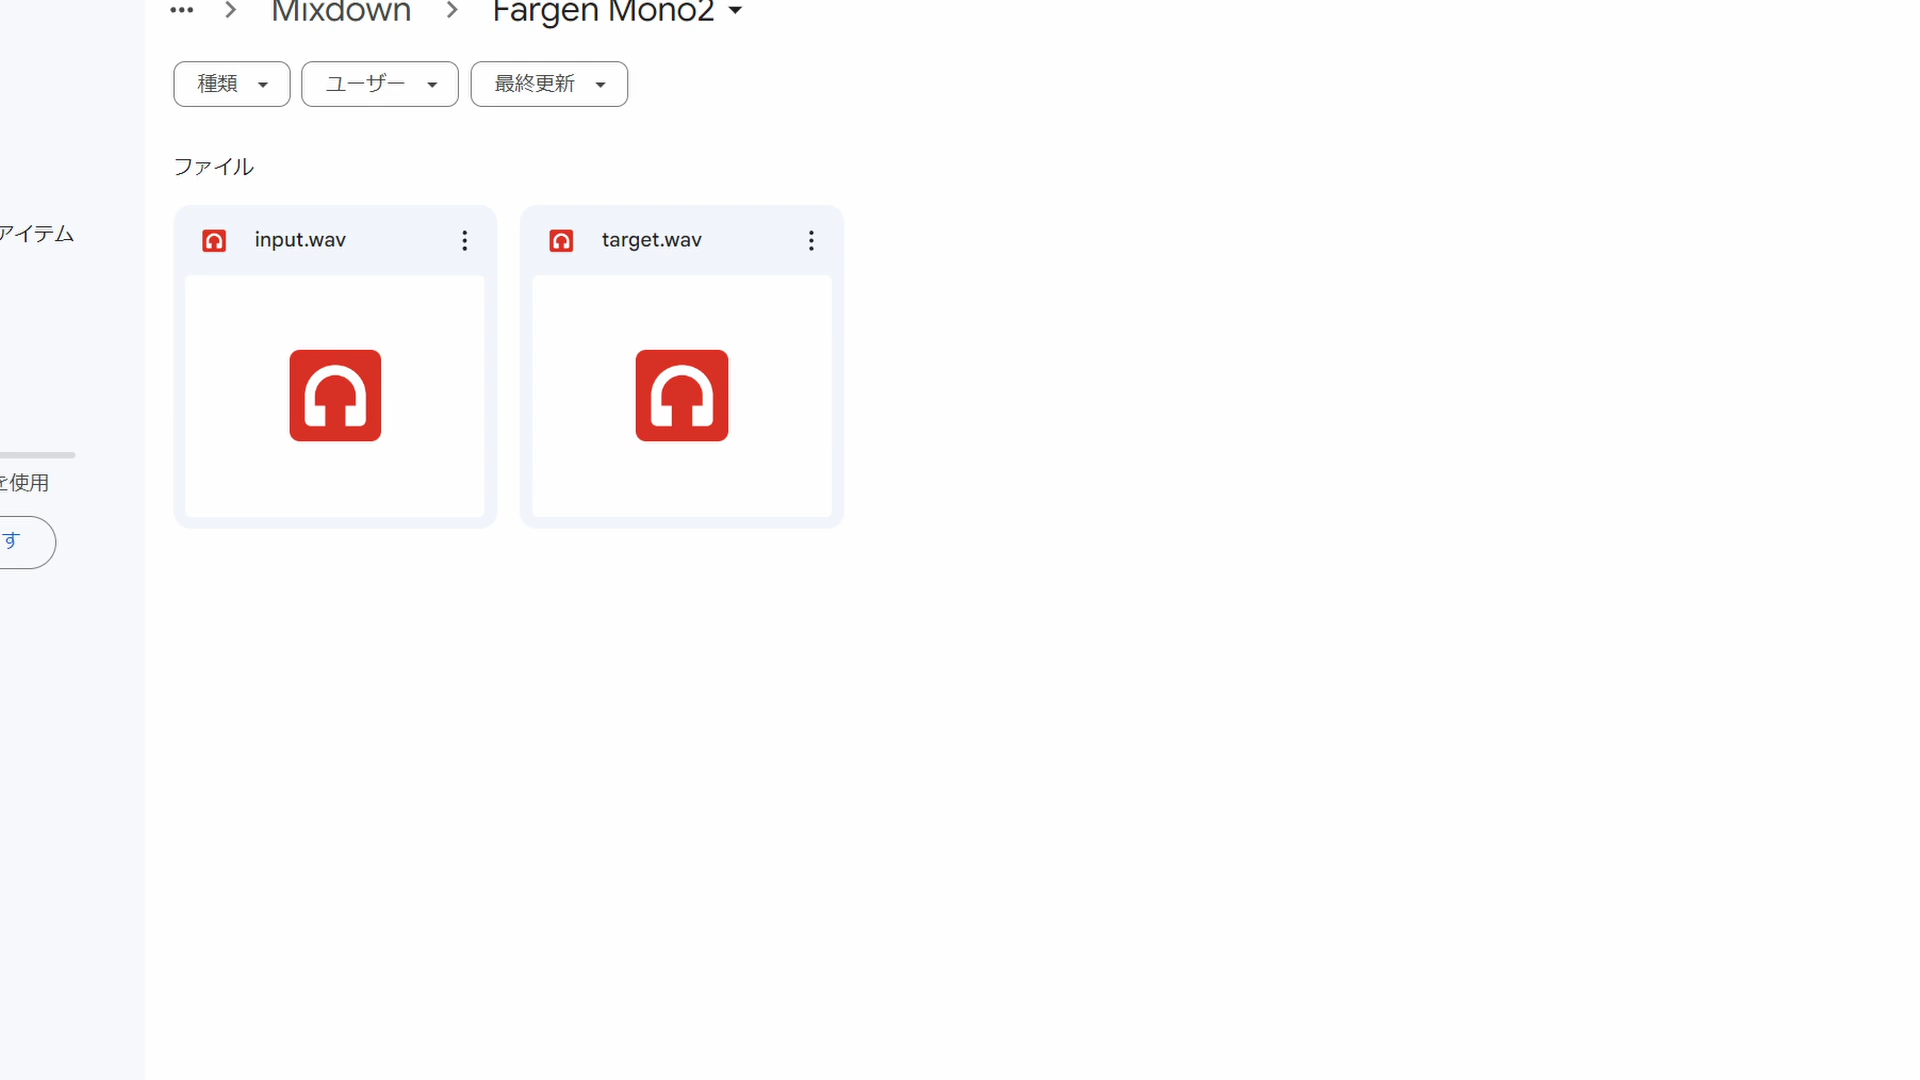 Mixdown
Fargen Mono2
種類
ユーザー
最終更新
ファイル
アイテム
input.wav
target.wav
を使用
す